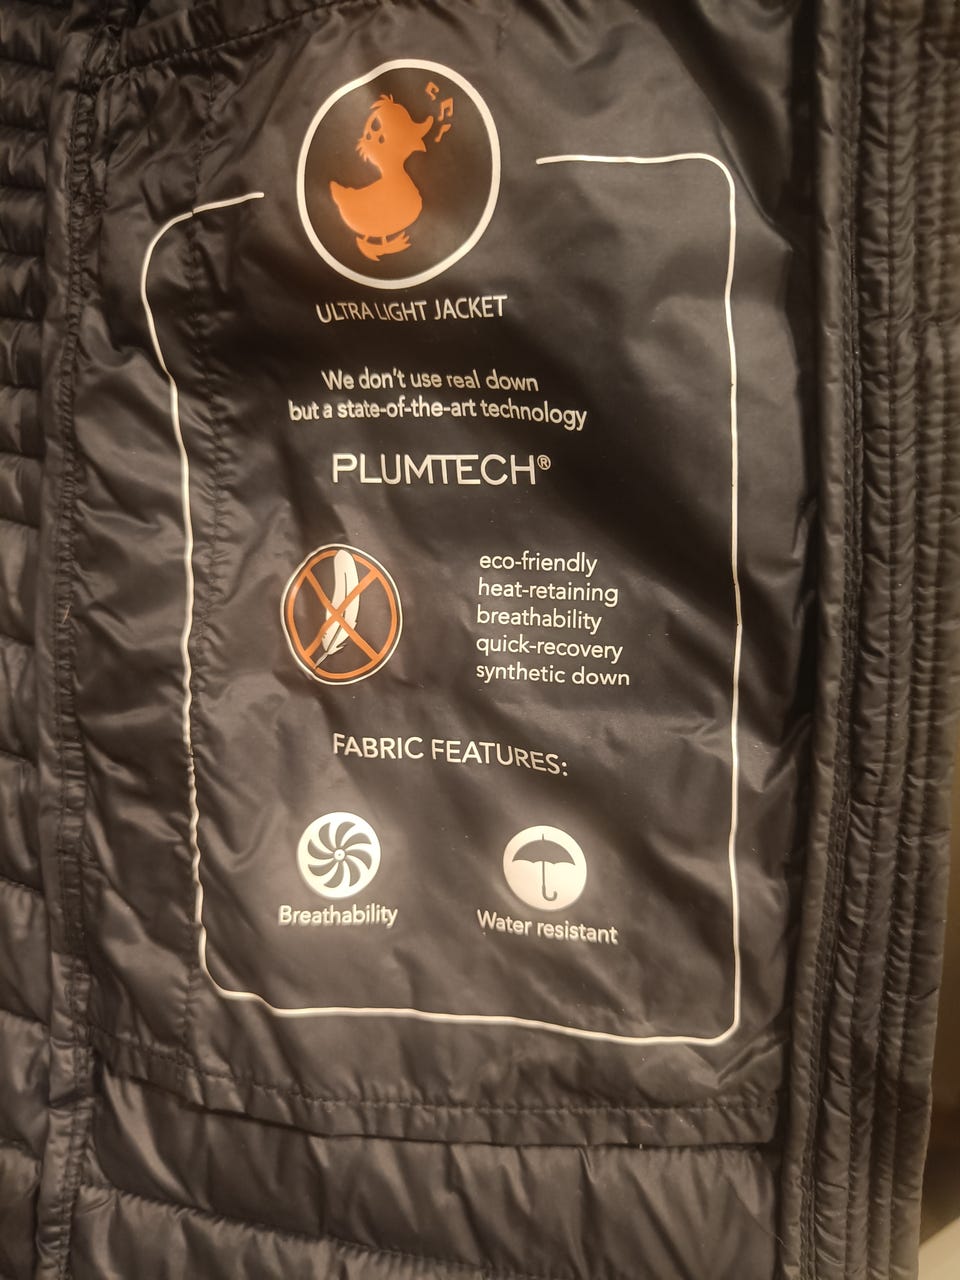 ULTRA LIGHT JACKET
We don't use real down
but a state-of-the-art technology
PLUMTECH®
eco-friendly
heat-retaining
breathability
quick-recovery
synthetic down
FABRIC FEATURES:
Breathability
Water resistant